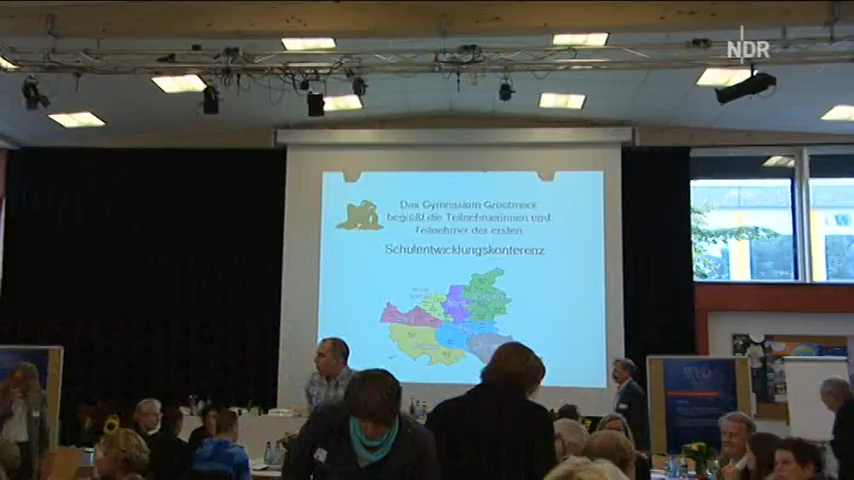 NDR
Das Gymnasium Grootmoor
begrüßt die Teilnehmerinnen und
Teilnehmer der ersten
Schulentwicklungskonferenz